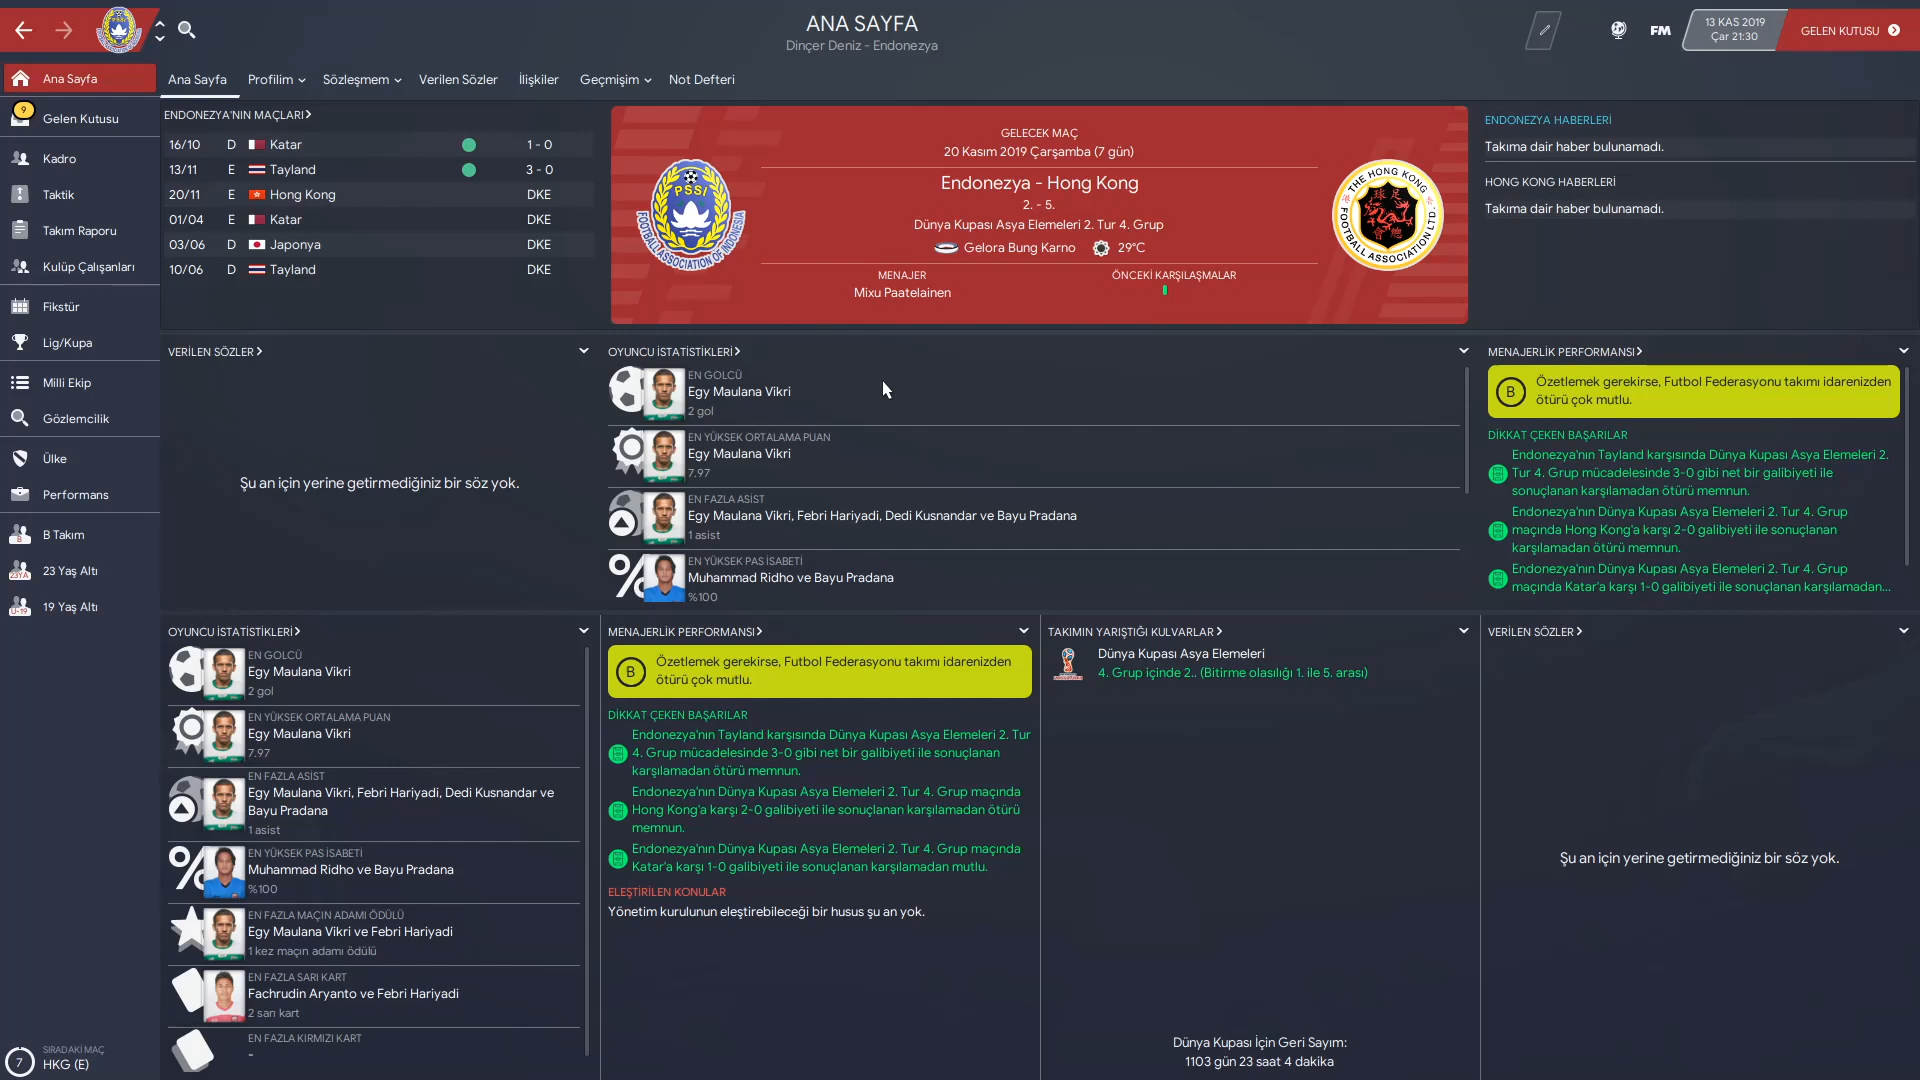 ANA SAYFA
Dinçer Deniz - Endonezya
FM
13 KAS 2019
Çar 21:30
GELEN KUTUSU
Ana Sayfa
9
Gelen Kutusu
Kadro
Taktik
Takım Raporu
Kulüp Çalışanları
Fikstür
Lig/Kupa
Milli Ekip
Gözlemcilik
Ülke
Performans
B Takım
23 Yaş Altı
19 Yaş Altı
7
SIRADAKİ MAÇ
HKG (E)
Ana Sayfa Profilim Sözleşmem Verilen Sözler İlişkiler Geçmişim Not Defteri
ENDONEZYA'NIN MAÇLARI
16/10 D Katar 1 - 0
13/11 E Tayland 3 - 0
20/11 E Hong Kong DKE
01/04 E Katar DKE
03/06 D Japonya DKE
10/06 D Tayland DKE
GELECEK MAÇ
20 Kasım 2019 Çarşamba (7 gün)
Endonezya - Hong Kong
2. - 5.
Dünya Kupası Asya Elemeleri 2. Tur 4. Grup
Gelora Bung Karno 29°C
MENAJER
Mixu Paatelainen
ÖNCEKİ KARŞILAŞMALAR
PSSI
FOOTBALL ASSOCIATION OF INDONESIA
THE HONG KONG FOOTBALL ASSOCIATION LTD.
ENDONEZYA HABERLERİ
Takıma dair haber bulunamadı.
HONG KONG HABERLERİ
Takıma dair haber bulunamadı.
VERİLEN SÖZLER
Şu an için yerine getirmediğiniz bir söz yok.
OYUNCU İSTATİSTİKLERİ
EN GOLCÜ
Egy Maulana Vikri
2 gol
EN YÜKSEK ORTALAMA PUAN
Egy Maulana Vikri
7.97
EN FAZLA ASİST
Egy Maulana Vikri, Febri Hariyadi, Dedi Kusnandar ve Bayu Pradana
1 asist
EN YÜKSEK PAS İSABETİ
Muhammad Ridho ve Bayu Pradana
%100
MENAJERLİK PERFORMANSI
B
Özetlemek gerekirse, Futbol Federasyonu takımı idarenizden
ötürü çok mutlu.
DİKKAT ÇEKEN BAŞARILAR
Endonezya'nın Tayland karşısında Dünya Kupası Asya Elemeleri 2.
Tur 4. Grup mücadelesinde 3-0 gibi net bir galibiyeti ile
sonuçlanan karşılamadan ötürü memnun.
Endonezya'nın Dünya Kupası Asya Elemeleri 2. Tur 4. Grup
maçında Hong Kong'a karşı 2-0 galibiyeti ile sonuçlanan
karşılamadan ötürü memnun.
Endonezya'nın Dünya Kupası Asya Elemeleri 2. Tur 4. Grup
maçında Katar'a karşı 1-0 galibiyeti ile sonuçlanan karşılamadan...
OYUNCU İSTATİSTİKLERİ
EN GOLCÜ
Egy Maulana Vikri
2 gol
EN YÜKSEK ORTALAMA PUAN
Egy Maulana Vikri
7.97
EN FAZLA ASİST
Egy Maulana Vikri, Febri Hariyadi, Dedi Kusnandar ve
Bayu Pradana
1 asist
EN YÜKSEK PAS İSABETİ
Muhammad Ridho ve Bayu Pradana
%100
EN FAZLA MAÇIN ADAMI ÖDÜLÜ
Egy Maulana Vikri ve Febri Hariyadi
1 kez maçın adamı ödülü
EN FAZLA SARI KART
Fachrudin Aryanto ve Febri Hariyadi
2 sarı kart
EN FAZLA KIRMIZI KART
-
MENAJERLİK PERFORMANSI
B
Özetlemek gerekirse, Futbol Federasyonu takımı idarenizden
ötürü çok mutlu.
DİKKAT ÇEKEN BAŞARILAR
Endonezya'nın Tayland karşısında Dünya Kupası Asya Elemeleri 2. Tur
4. Grup mücadelesinde 3-0 gibi net bir galibiyeti ile sonuçlanan
karşılamadan ötürü memnun.
Endonezya'nın Dünya Kupası Asya Elemeleri 2. Tur 4. Grup maçında
Hong Kong'a karşı 2-0 galibiyeti ile sonuçlanan karşılamadan ötürü
memnun.
Endonezya'nın Dünya Kupası Asya Elemeleri 2. Tur 4. Grup maçında
Katar'a karşı 1-0 galibiyeti ile sonuçlanan karşılamadan mutlu.
ELEŞTİRİLEN KONULAR
Yönetim kurulunun eleştirebileceği bir husus şu an yok.
TAKIMIN YARIŞTIĞI KULVARLAR
Dünya Kupası Asya Elemeleri
4. Grup içinde 2.. (Bitirme olasılığı 1. ile 5. arası)
Dünya Kupası İçin Geri Sayım:
1103 gün 23 saat 4 dakika
VERİLEN SÖZLER
Şu an için yerine getirmediğiniz bir söz yok.